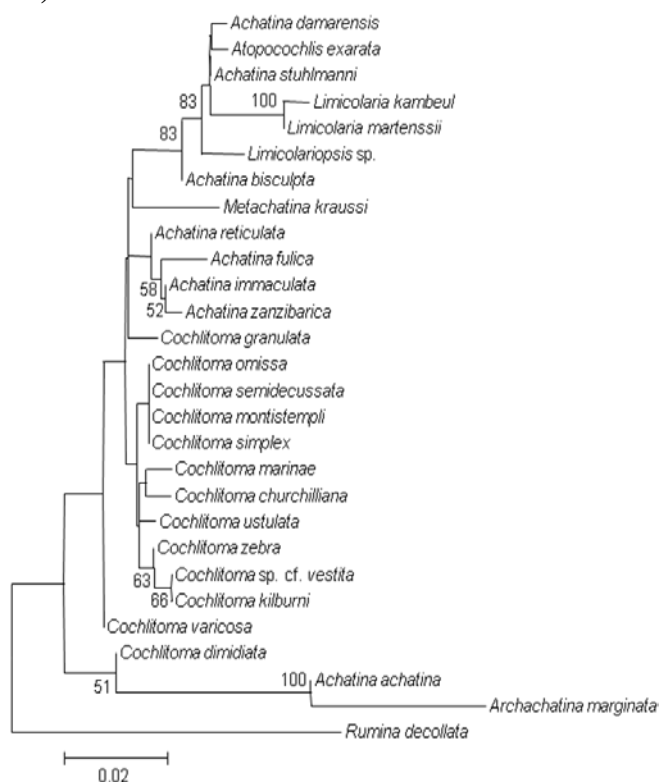 Achatina damarensis
Atopocochlis exarata
Achatina stuhlmanni
83
100
Limicolaria kambeul
Limicolaria martenssii
83
Limicolariopsis sp.
Achatina bisculpta
Metachatina kraussi
Achatina reticulata
Achatina fulica
58
Achatina immaculata
52
Achatina zanzibarica
Cochlitoma granulata
Cochlitoma omissa
Cochlitoma semidecussata
Cochlitoma montistempli
Cochlitoma simplex
Cochlitoma marinae
Cochlitoma churchilliana
Cochlitoma ustulata
Cochlitoma zebra
63
Cochlitoma sp. cf. vestita
66
Cochlitoma kilburni
Cochlitoma varicosa
Cochlitoma dimidiata
51
100
Achatina achatina
Archachatina marginata
Rumina decollata
0.02